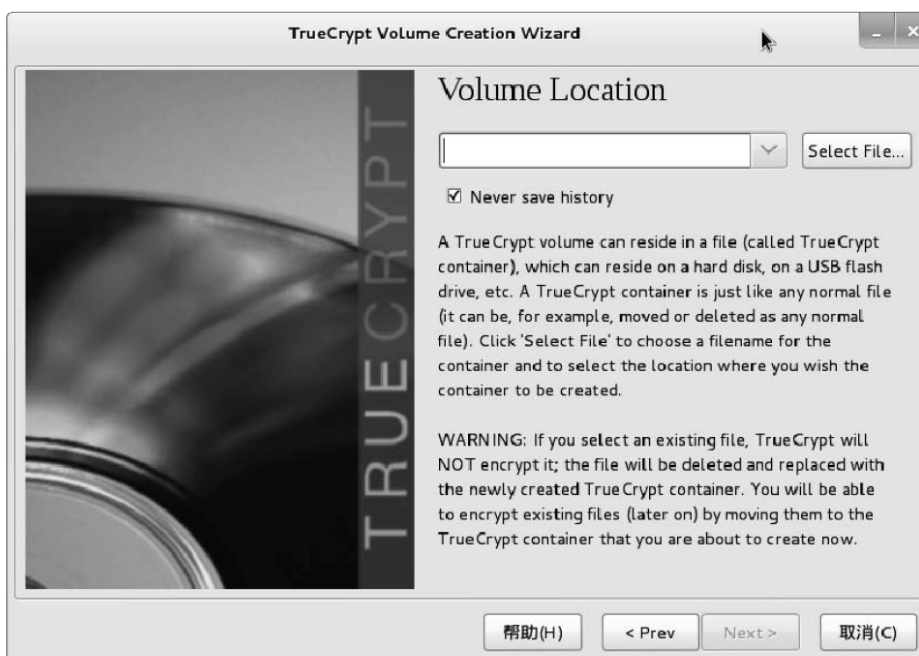 TrueCrypt Volume Creation Wizard
TRUECRYPT
Volume Location
Select File...
Never save history
A TrueCrypt volume can reside in a file (called TrueCrypt
container), which can reside on a hard disk, on a USB flash
drive, etc. A TrueCrypt container is just like any normal file
(it can be, for example, moved or deleted as any normal
file). Click 'Select File' to choose a filename for the
container and to select the location where you wish the
container to be created.
WARNING: If you select an existing file, TrueCrypt will
NOT encrypt it; the file will be deleted and replaced with
the newly created TrueCrypt container. You will be able
to encrypt existing files (later on) by moving them to the
TrueCrypt container that you are about to create now.
帮助(H)
< Prev
Next >
取消(C)